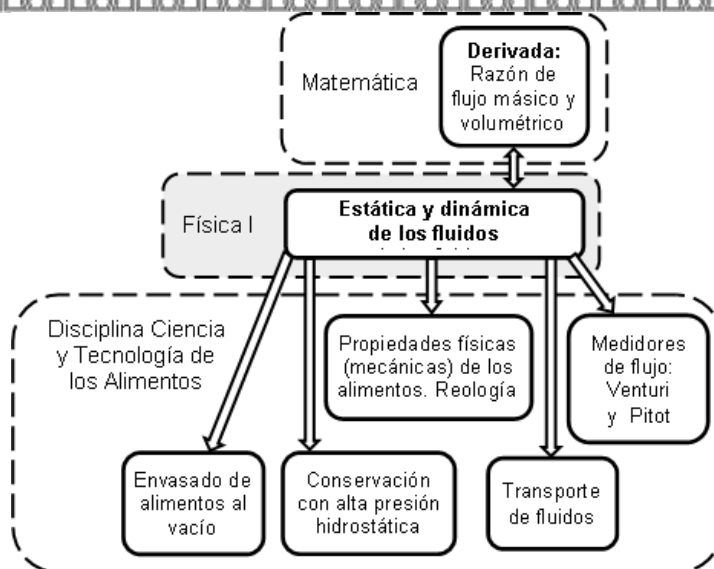 Derivada:
Razón de
flujo másico y
volumétrico
Matemática
Física I
Estática y dinámica
de los fluidos
Disciplina Ciencia
y Tecnología de
los Alimentos
Propiedades físicas
(mecánicas) de los
alimentos. Reología
Medidores
de flujo:
Venturi
y Pitot
Envasado de
alimentos al
vacío
Conservación
con alta presión
hidrostática
Transporte
de fluidos